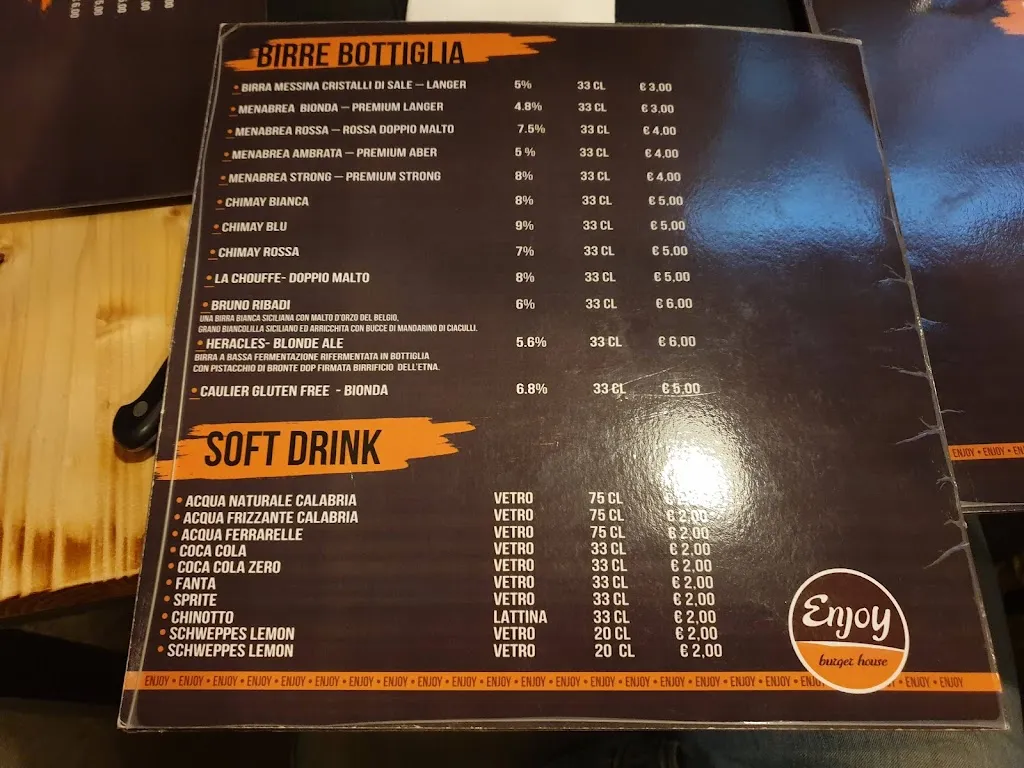 BIRRE BOTTIGLIA
• BIRRA MESSINA CRISTALLI DI SALE – LANGER 5% 33 CL € 3,00
• MENABREA BIONDA – PREMIUM LANGER 4.8% 33 CL € 3,00
• MENABREA ROSSA – ROSSA DOPPIO MALTO 7.5% 33 CL € 4,00
• MENABREA AMBRATA – PREMIUM ABER 5 % 33 CL € 4,00
• MENABREA STRONG – PREMIUM STRONG 8% 33 CL € 4,00
• CHIMAY BIANCA 8% 33 CL € 5,00
• CHIMAY BLU 9% 33 CL € 5,00
• CHIMAY ROSSA 7% 33 CL € 5,00
• LA CHOUFFE- DOPPIO MALTO 8% 33 CL € 5,00
• BRUNO RIBADI 6% 33 CL € 6,00
UNA BIRRA BIANCA SICILIANA CON MALTO D'ORZO DEL BELGIO,
GRANO BIANCOLILLA SICILIANO ED ARRICCHITA CON BUCCE DI MANDARINO DI CIACULLI.
• HERACLES- BLONDE ALE 5.6% 33 CL € 6,00
BIRRA A BASSA FERMENTAZIONE RIFERMENTATA IN BOTTIGLIA
CON PISTACCHIO DI BRONTE DOP FIRMATA BIRRIFICIO DELL'ETNA.
• CAULIER GLUTEN FREE - BIONDA 6.8% 33 CL € 5,00
SOFT DRINK
• ACQUA NATURALE CALABRIA VETRO 75 CL
• ACQUA FRIZZANTE CALABRIA VETRO 75 CL € 2,00
• ACQUA FERRARELLE VETRO 75 CL € 2,00
• COCA COLA VETRO 33 CL € 2,00
• COCA COLA ZERO VETRO 33 CL € 2,00
• FANTA VETRO 33 CL € 2,00
• SPRITE VETRO 33 CL € 2,00
• CHINOTTO LATTINA 33 CL € 2,00
• SCHWEPPES LEMON VETRO 20 CL € 2,00
• SCHWEPPES LEMON VETRO 20 CL € 2,00
Enjoy
burger house
ENJOY • ENJOY • ENJOY • ENJOY • ENJOY • ENJOY • ENJOY • ENJOY • ENJOY • ENJOY • ENJOY • ENJOY • ENJOY • ENJOY • ENJOY • ENJOY • ENJOY • ENJOY • ENJOY • ENJOY • ENJOY • ENJOY
ENJOY • ENJOY • EN